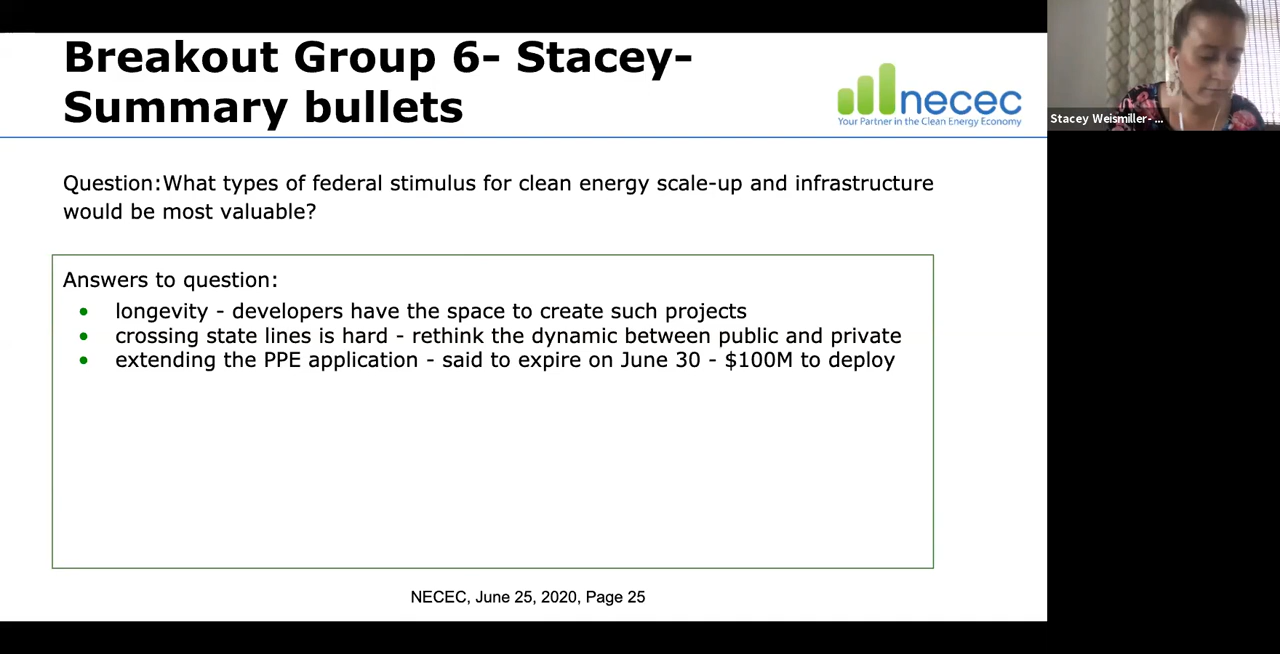 Breakout Group 6- Stacey-
Summary bullets
necec
Your Partner in the Clean Energy Economy
Stacey Weismiller- ...
Question:What types of federal stimulus for clean energy scale-up and infrastructure
would be most valuable?
Answers to question:
• longevity - developers have the space to create such projects
• crossing state lines is hard - rethink the dynamic between public and private
• extending the PPE application - said to expire on June 30 - $100M to deploy
NECEC, June 25, 2020, Page 25